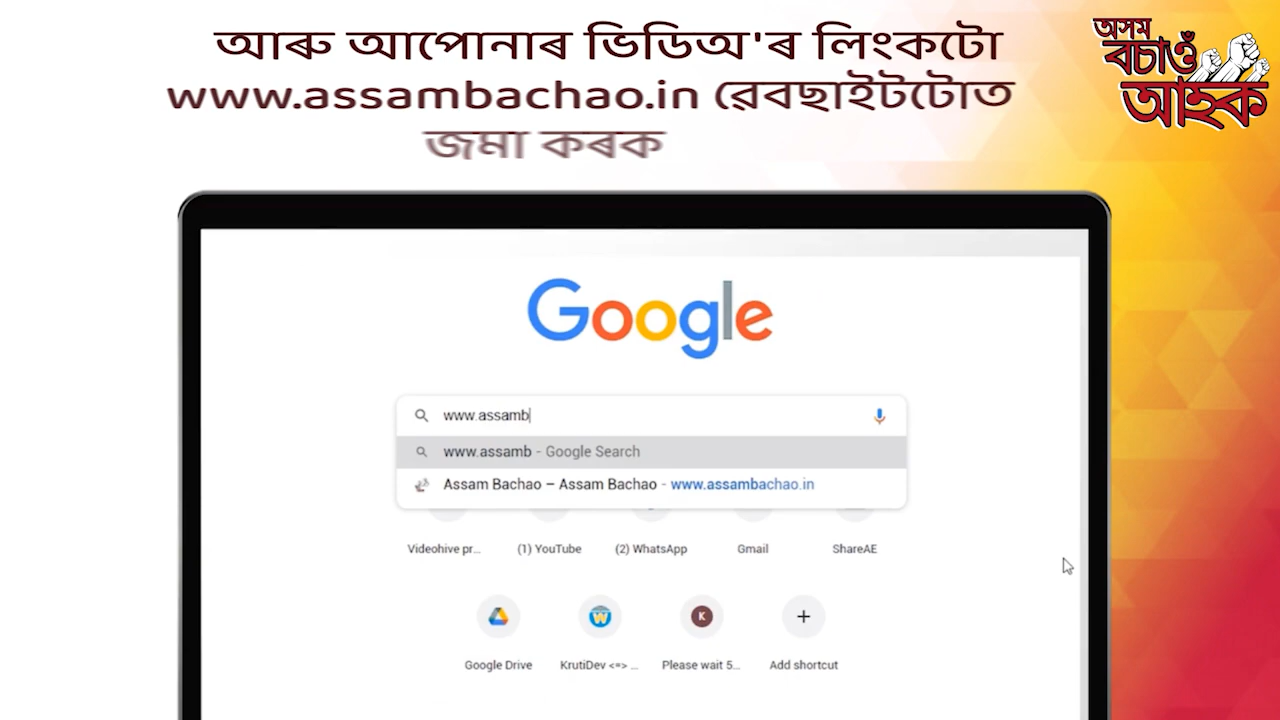 আৰু আপোনাৰ ভিডিঅ'ৰ লিংকটো
www.assambachao.in ৱেবছাইটটোত
জমা কৰক
অসম
বচাওঁ
আহক
Google
www.assamb
www.assamb - Google Search
Assam Bachao – Assam Bachao - www.assambachao.in
Videohive pr... (1) YouTube (2) WhatsApp Gmail ShareAE
K
Google Drive KrutiDev <=> ... Please wait 5... Add shortcut